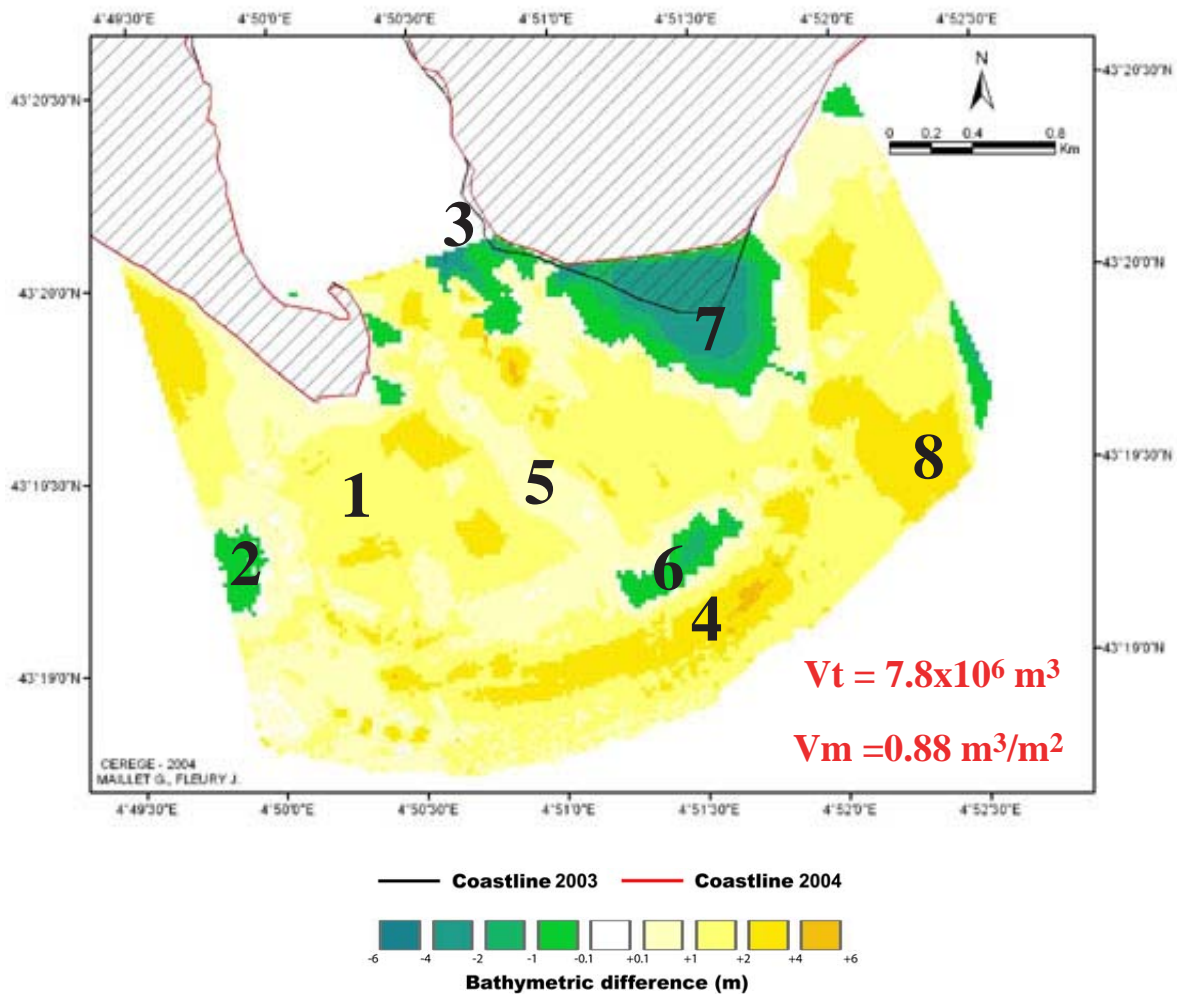 4°49'30"E 4°50'0"E 4°50'30"E 4°51'0"E 4°51'30"E 4°52'0"E 4°52'30"E
N
43°20'30"N
43°20'30"N
0 0.2 0.4 0.8
Km
3
43°20'0"N
43°20'0"N
7
8
43°19'30"N
5
1
43°19'30"N
2
6
4
43°19'0"N
Vt = 7.8x10⁶ m³
43°19'0"N
Vm =0.88 m³/m²
CEREGE - 2004
MAILLET G., FLEURY J.
4°49'30"E 4°50'0"E 4°50'30"E 4°51'0"E 4°51'30"E 4°52'0"E 4°52'30"E
Coastline 2003 Coastline 2004
-6 -4 -2 -1 -0.1 +0.1 +1 +2 +4 +6
Bathymetric difference (m)